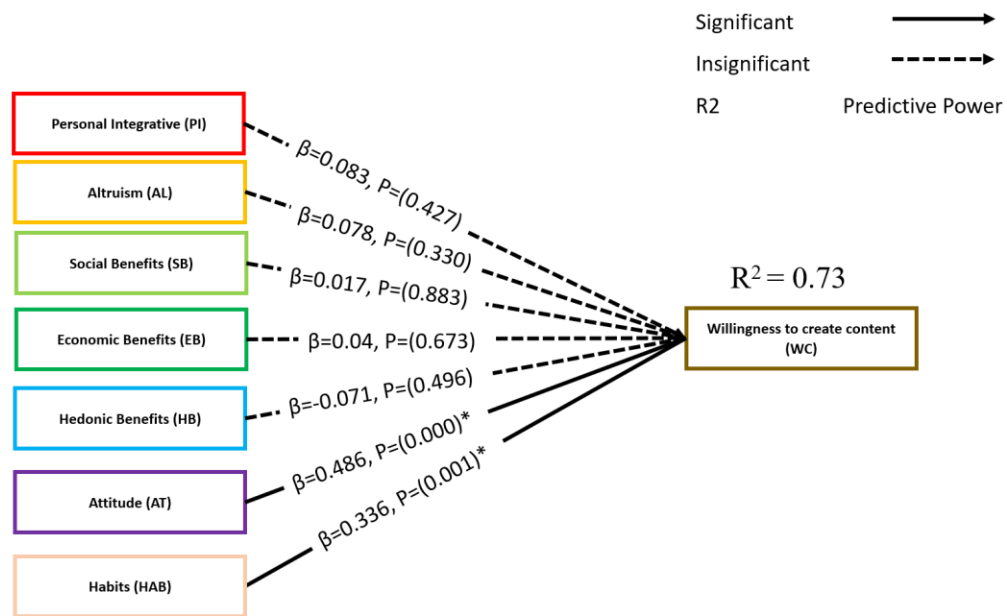 Significant
Insignificant
R2 Predictive Power
Personal Integrative (PI)
β=0.083, P=(0.427)
Altruism (AL)
β=0.078, P=(0.330)
Social Benefits (SB)
β=0.017, P=(0.883)
Economic Benefits (EB)
β=0.04, P=(0.673)
Hedonic Benefits (HB)
β=-0.071, P=(0.496)
Attitude (AT)
β=0.486, P=(0.000)*
Habits (HAB)
β=0.336, P=(0.001)*
R² = 0.73
Willingness to create content
(WC)